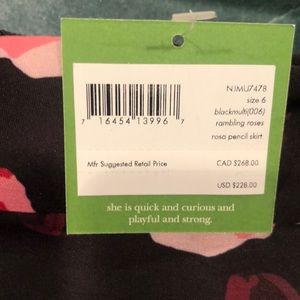 NJMU7478
size 6
blackmulti(006)
rambling roses
rosa pencil skirt
7 16454 13996 7
Mfr Suggested Retail Price
CAD $268.00
USD $228.00
she is quick and curious and
playful and strong.